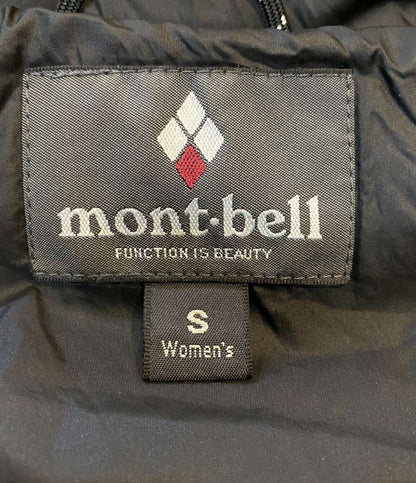 mont-bell
FUNCTION IS BEAUTY
S
Women's